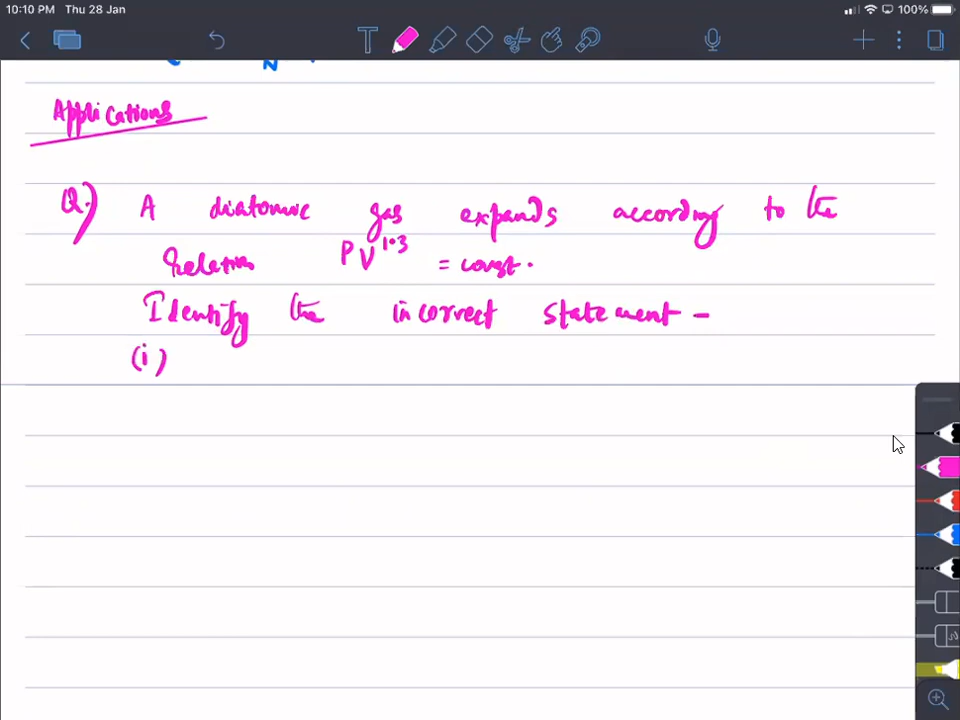 10:10 PM Thu 28 Jan 100%
Applications
Q.) A diatomic gas expands according to the
relation PV^1.3 = const.
Identify the incorrect statement -
(i)